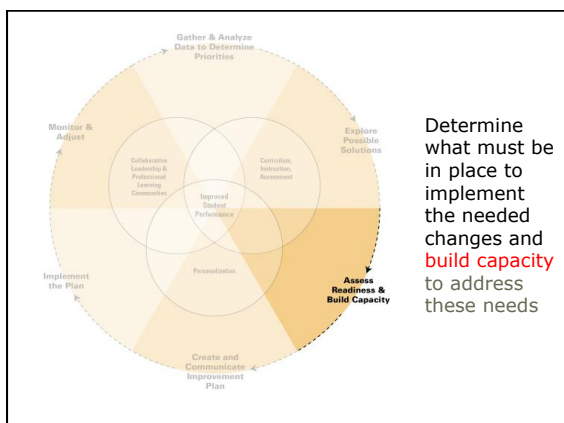 Gather & Analyze
Data to Determine
Priorities
Explore
Possible
Solutions
Assess
Readiness &
Build Capacity
Create and
Communicate
Improvement
Plan
Implement
the Plan
Monitor &
Adjust
Collaborative
Leadership &
Professional
Learning
Communities
Curriculum,
Instruction,
Assessment
Improved
Student
Performance
Personalization
Determine
what must be
in place to
implement
the needed
changes and
build capacity
to address
these needs